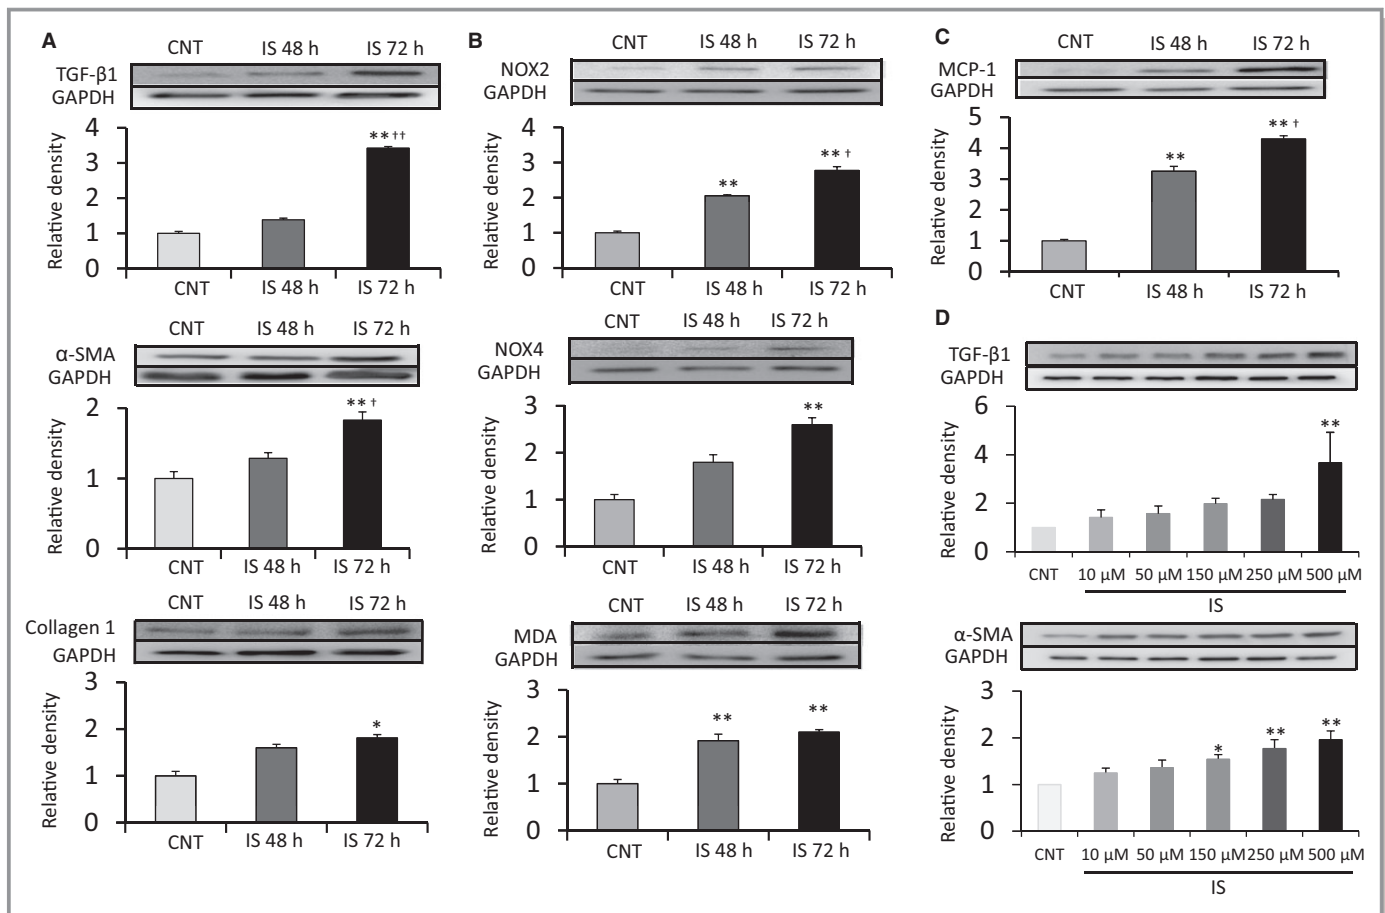 A
CNT IS 48 h IS 72 h
TGF-β1
GAPDH
Relative density
4
3
2
1
0
**††
CNT IS 48 h IS 72 h
CNT IS 48 h IS 72 h
α-SMA
GAPDH
Relative density
2
1
0
**†
CNT IS 48 h IS 72 h
CNT IS 48 h IS 72 h
Collagen 1
GAPDH
Relative density
3
2
1
0
*
CNT IS 48 h IS 72 h
B
CNT IS 48 h IS 72 h
NOX2
GAPDH
Relative density
4
3
2
1
0
** **†
CNT IS 48 h IS 72 h
CNT IS 48 h IS 72 h
NOX4
GAPDH
Relative density
3
2
1
0
**
CNT IS 48 h IS 72 h
CNT IS 48 h IS 72 h
MDA
GAPDH
Relative density
3
2
1
0
** **
CNT IS 48 h IS 72 h
C
CNT IS 48 h IS 72 h
MCP-1
GAPDH
Relative density
5
4
3
2
1
0
** **†
CNT IS 48 h IS 72 h
D
TGF-β1
GAPDH
Relative density
6
4
2
0
**
CNT 10 μM 50 μM 150 μM 250 μM 500 μM
IS
α-SMA
GAPDH
Relative density
3
2
1
0
* ** **
CNT 10 μM 50 μM 150 μM 250 μM 500 μM
IS